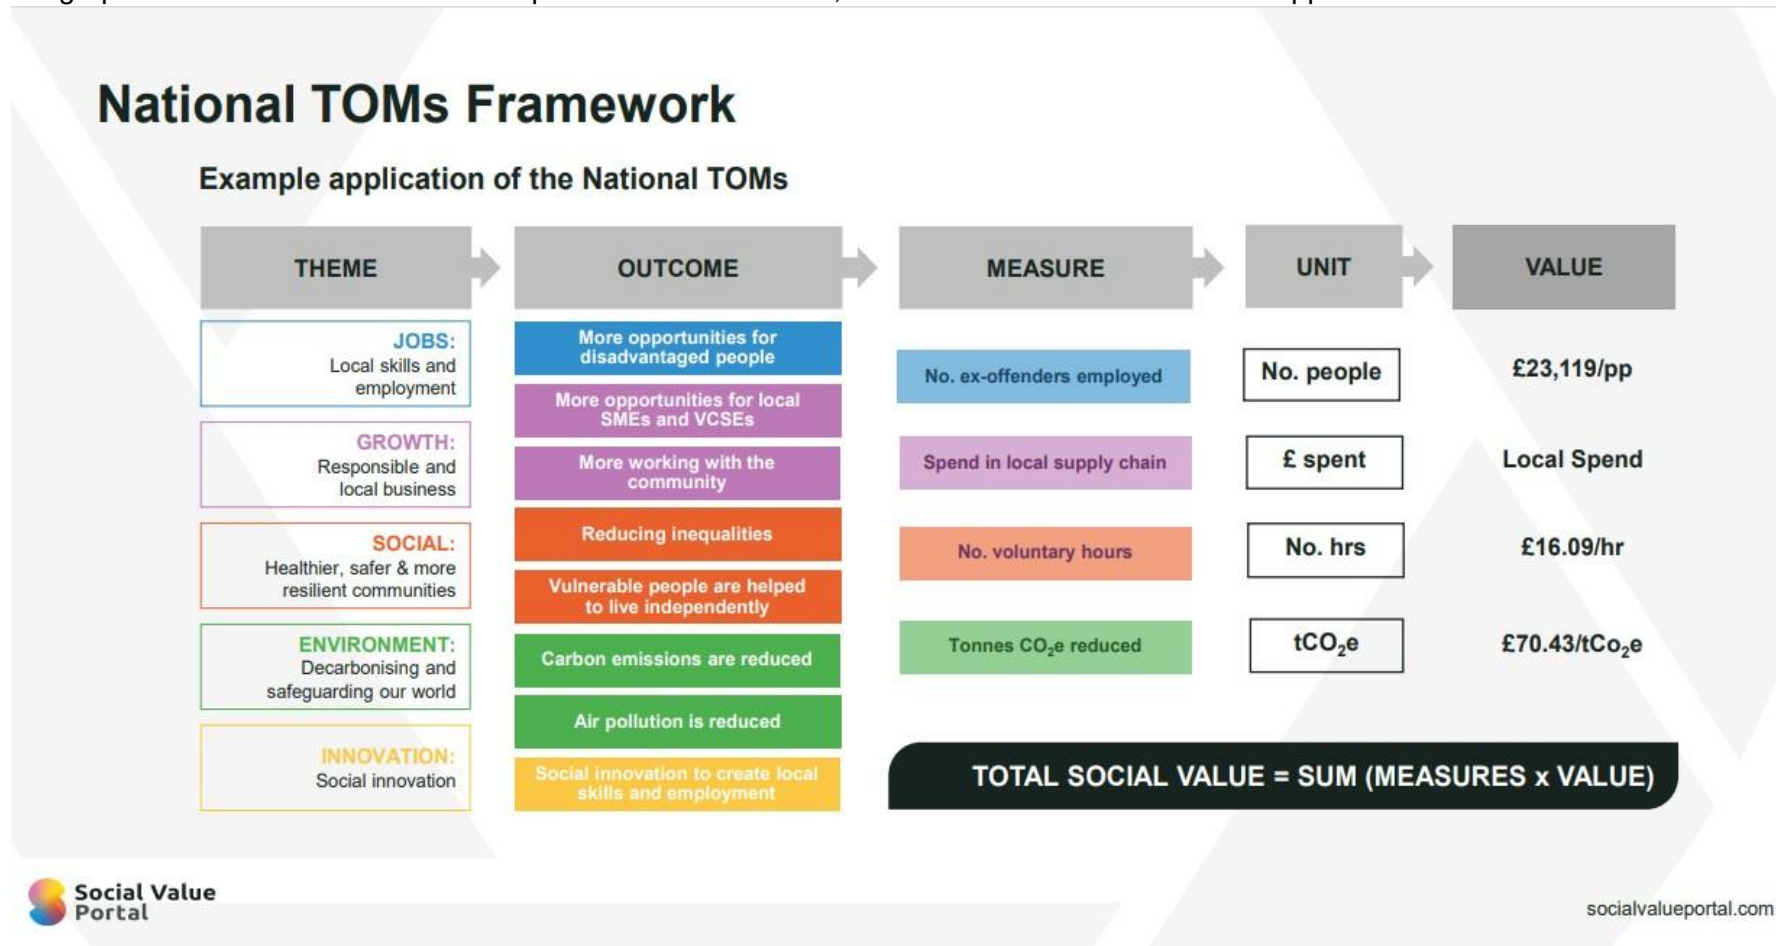 National TOMs Framework
Example application of the National TOMs
THEME
OUTCOME
MEASURE
UNIT
VALUE
JOBS:
Local skills and
employment
GROWTH:
Responsible and
local business
SOCIAL:
Healthier, safer & more
resilient communities
ENVIRONMENT:
Decarbonising and
safeguarding our world
INNOVATION:
Social innovation
More opportunities for
disadvantaged people
More opportunities for local
SMEs and VCSEs
More working with the
community
Reducing inequalities
Vulnerable people are helped
to live independently
Carbon emissions are reduced
Air pollution is reduced
Social innovation to create local
skills and employment
No. ex-offenders employed
Spend in local supply chain
No. voluntary hours
Tonnes CO₂e reduced
No. people
£ spent
No. hrs
tCO₂e
£23,119/pp
Local Spend
£16.09/hr
£70.43/tCo₂e
TOTAL SOCIAL VALUE = SUM (MEASURES x VALUE)
Social Value
Portal
socialvalueportal.com